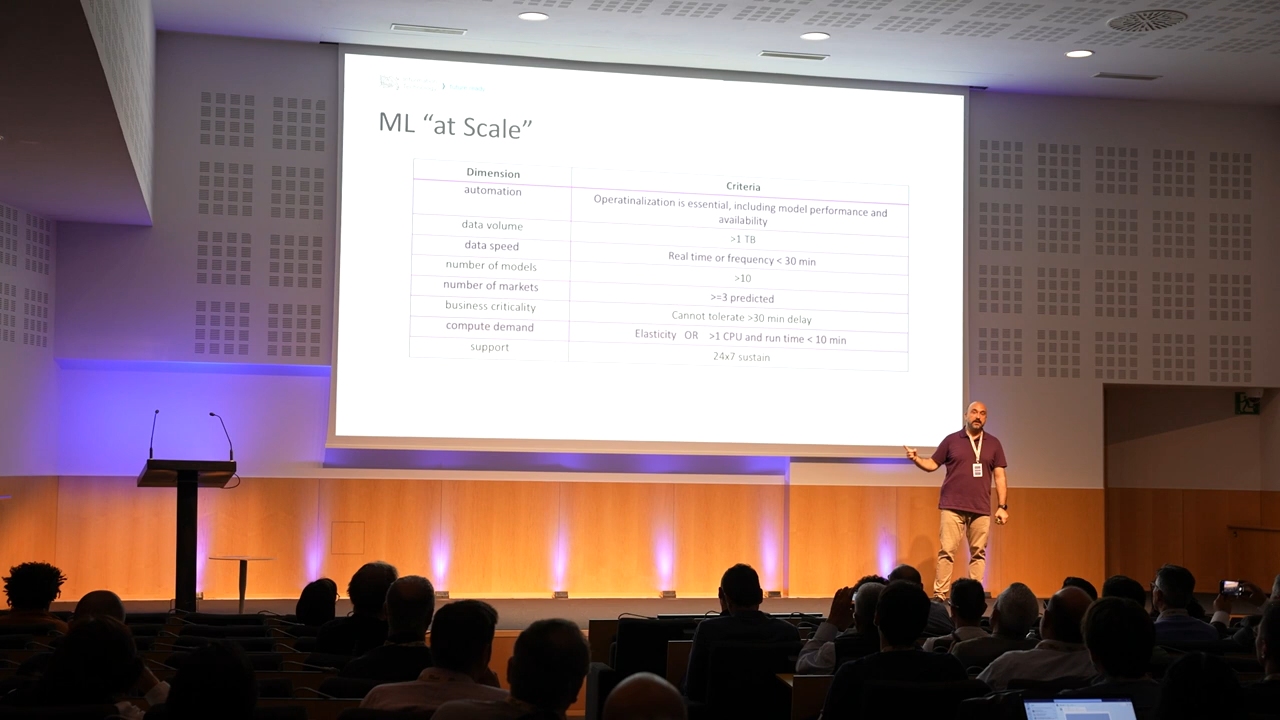 ML “at Scale”
Dimension Criteria
automation Operatinalization is essential, including model performance and
availability
data volume >1 TB
data speed Real time or frequency < 30 min
number of models >10
number of markets >=3 predicted
business criticality Cannot tolerate >30 min delay
compute demand Elasticity OR >1 CPU and run time < 10 min
support 24x7 sustain